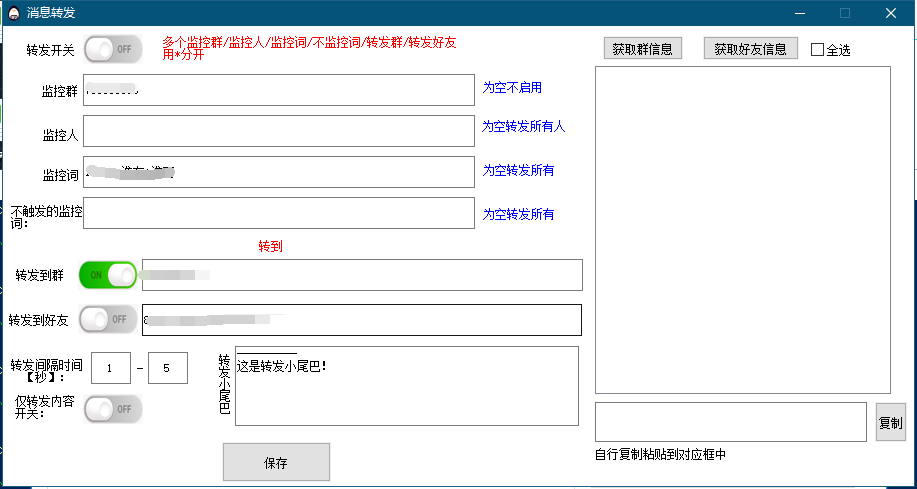 消息转发
转发开关
OFF
多个监控群/监控人/监控词/不监控词/转发群/转发好友
用*分开
获取群信息
获取好友信息
全选
监控群
为空不启用
监控人
为空转发所有人
监控词
为空转发所有
不触发的监控
词:
为空转发所有
转到
转发到群
ON
转发到好友
OFF
转发间隔时间
【秒】:
1
-
5
转发小尾巴
这是转发小尾巴!
仅转发内容
开关:
OFF
保存
复制
自行复制粘贴到对应框中